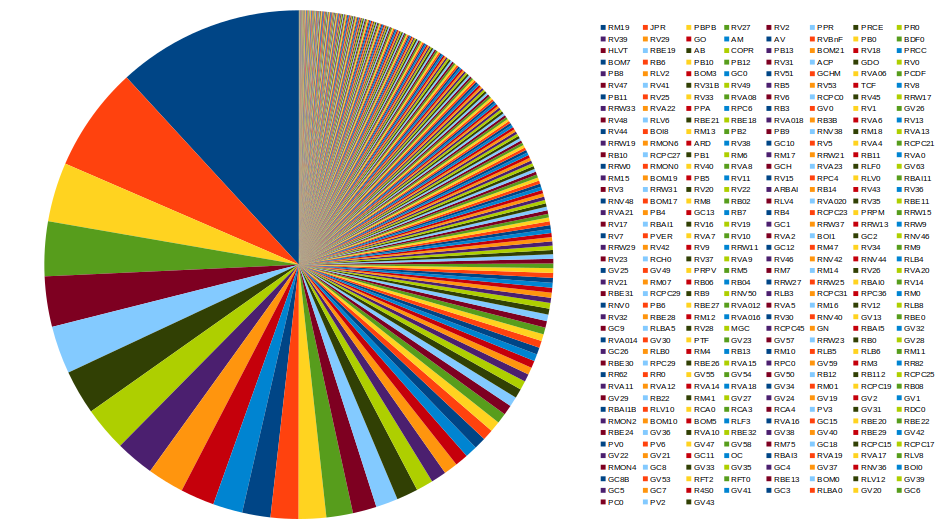 RM19 JPR PBPB RV27 RV2 PPR PRCE PR0
RV39 RV29 GO AM AV RVBnF PB0 BDF0
HLVT RBE19 AB COPR PB13 BOM21 RV18 PRCC
BOM7 RB6 PB10 PB12 RV31 ACP GDO RV0
PB8 RLV2 BOM3 GC0 RV51 GCHM RVA06 PCDF
RV47 RV41 RV31B RV49 RB5 RV53 TCF RV8
PB11 RV25 RV33 RVA08 RV6 RCPC0 RV45 RRW17
RRW33 RVA22 PPA RPC6 RB3 GV0 RV1 GV26
RV48 RLV6 RBE21 RBE18 RVA018 RB3B RVA6 RV13
RV44 BOI8 RM13 PB2 PB9 RNV38 RM18 RVA13
RRW19 RMON6 ARD RV38 GC10 RV5 RVA4 RCPC21
RB10 RCPC27 PB1 RM6 RM17 RRW21 RB11 RVA0
RRW0 RMON0 RV40 RVA8 GCH RVA23 RLF0 GV63
RM15 BOM19 PB5 RV11 RV15 RPC4 RLV0 RBAI11
RV3 RRW31 RV20 RV22 ARBAI RB14 RV43 RV36
RNV48 BOM17 RM8 RB02 RLV4 RVA020 RV35 RBE11
RVA21 PB4 GC13 RB7 RB4 RCPC23 PRPM RRW15
RV17 RBAI1 RV16 RV19 GC1 RRW37 RRW13 RRW9
RV7 PVER RVA7 RV10 RVA2 BOI1 GC2 RNV46
RRW29 RV42 RV9 RRW11 GC12 RM47 RV34 RM9
RV23 RCH0 RV37 RVA9 RV46 RNV42 RNV44 RLB4
GV25 GV49 PRPV RM5 RM7 RM14 RV26 RVA20
RV21 RM07 RB06 RB04 RRW27 RRW25 RBAI0 RV14
RBE31 RCPC29 RB9 RNV50 RLB3 RCPC31 RPC36 RM0
RNV0 PB6 RBE27 RVA012 RVA5 RM16 RV12 RLB8
RV32 RBE28 RM12 RVA016 RV30 RNV40 GV13 RBE0
GC9 RLBA5 RV28 MGC RCPC45 GN RBAI5 GV32
RVA014 GV30 PTF GV23 GV57 RRW23 RB0 GV28
GC26 RLB0 RM4 RB13 RM10 RLB5 RLB6 RM11
RBE30 RPC29 RBE26 RVA15 RPC0 GV59 RM3 RR82
RR62 RR0 GV55 GV54 GV50 RB12 RB112 RCPC25
RVA11 RVA12 RVA14 RVA18 GV34 RM01 RCPC19 RB08
GV29 RB22 RM41 GV27 GV24 GV19 GV2 GV1
RBAI1B RLV10 RCA0 RCA3 RCA4 PV3 GV31 RDC0
RMON2 BOM10 BOM5 RLF3 RVA16 GC15 RBE20 RBE22
RBE24 GV36 RVA10 RBE32 GV38 GV40 RBE29 GV42
PV0 PV6 GV47 GV58 RM75 GC18 RCPC15 RCPC17
GV22 GV21 GC11 OC RBAI3 RVA19 RVA17 RLV8
RMON4 GC8 GV33 GV35 GC4 GV37 RNV36 BOI0
GC8B GV53 RFT2 RFT0 RBE13 BOM0 RLV12 GV39
GC5 GC7 R4S0 GV41 GC3 RLBA0 GV20 GC6
PC0 PV2 GV43